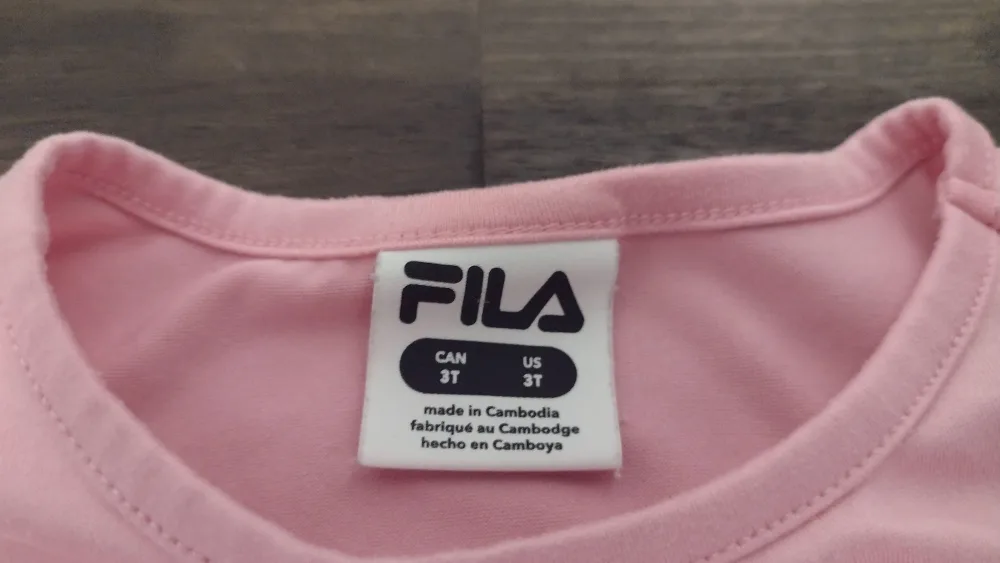 FILA
CAN US
3T 3T
made in Cambodia
fabriqué au Cambodge
hecho en Camboya